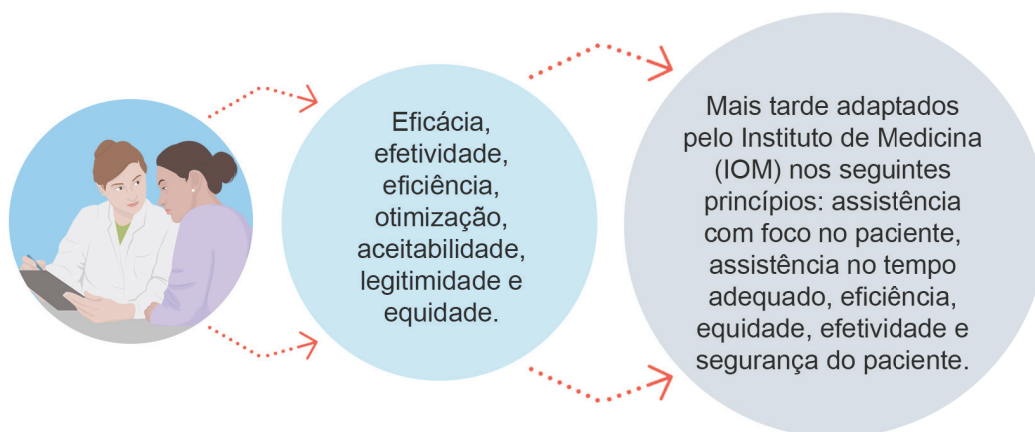 Eficácia,
efetividade,
eficiência,
otimização,
aceitabilidade,
legitimidade e
equidade.
Mais tarde adaptados
pelo Instituto de Medicina
(IOM) nos seguintes
princípios: assistência
com foco no paciente,
assistência no tempo
adequado, eficiência,
equidade, efetividade e
segurança do paciente.